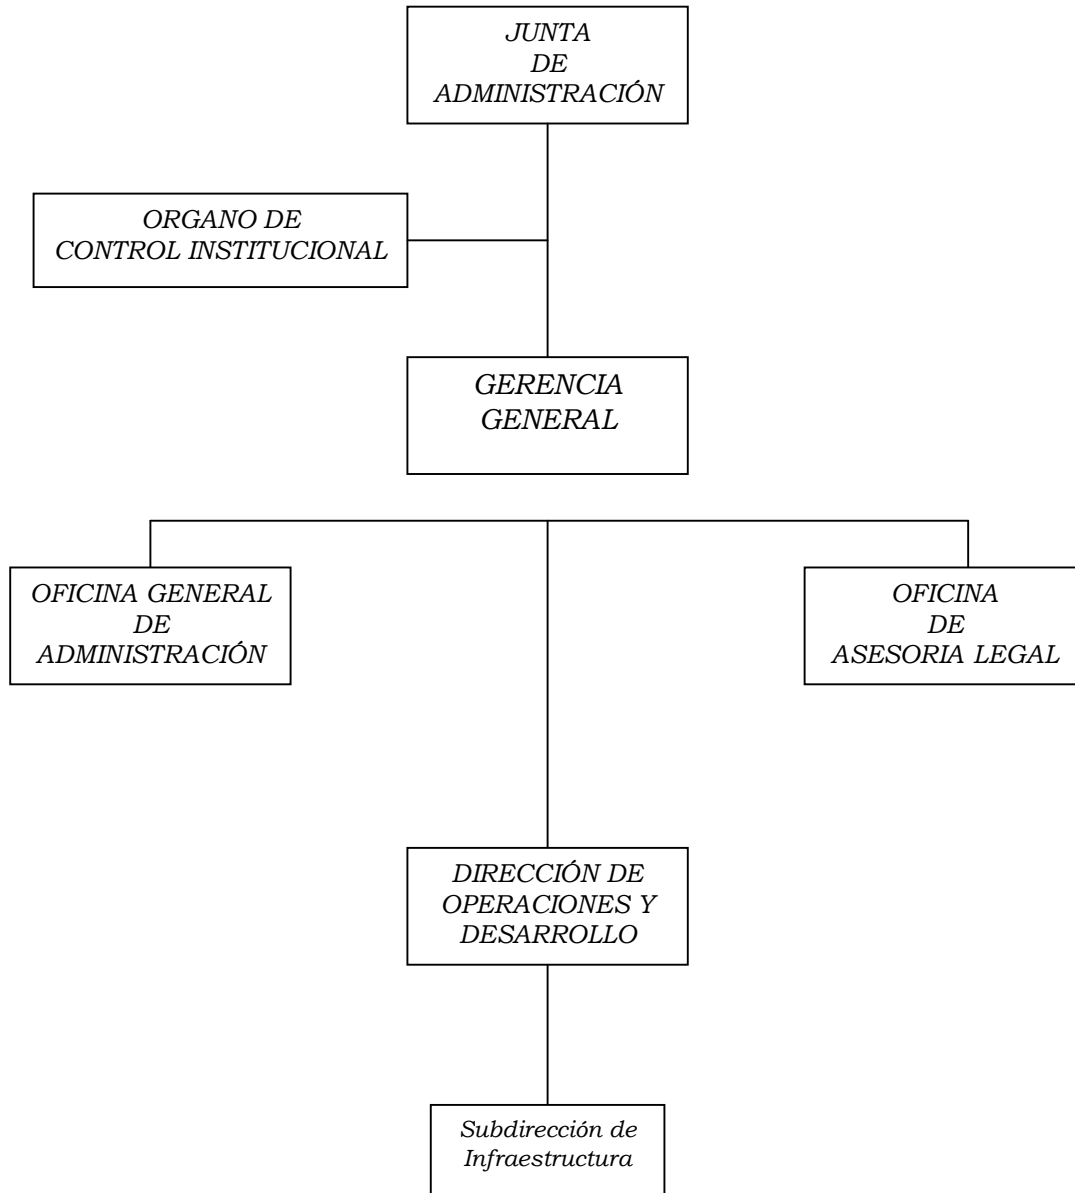 JUNTA
DE
ADMINISTRACIÓN
ORGANO DE
CONTROL INSTITUCIONAL
GERENCIA
GENERAL
OFICINA GENERAL
DE
ADMINISTRACIÓN
OFICINA
DE
ASESORIA LEGAL
DIRECCIÓN DE
OPERACIONES Y
DESARROLLO
Subdirección de
Infraestructura